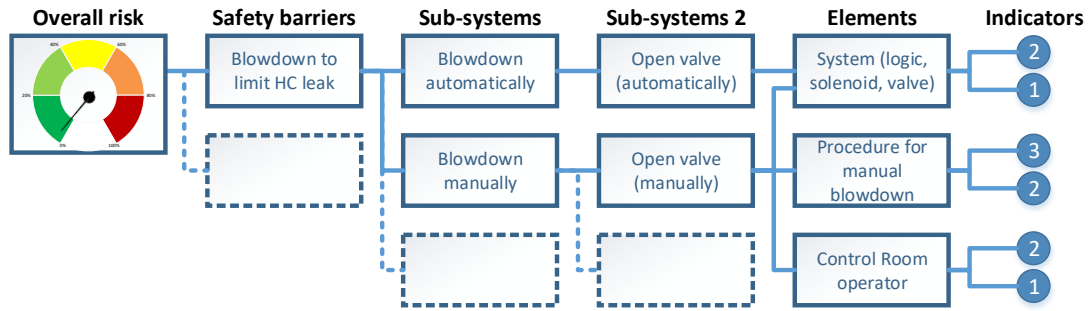 Overall risk
Safety barriers
Sub-systems
Sub-systems 2
Elements
Indicators
0%
20%
40%
60%
80%
100%
Blowdown to
limit HC leak
Blowdown
automatically
Open valve
(automatically)
System (logic,
solenoid, valve)
2
1
Blowdown
manually
Open valve
(manually)
Procedure for
manual
blowdown
3
2
Control Room
operator
2
1